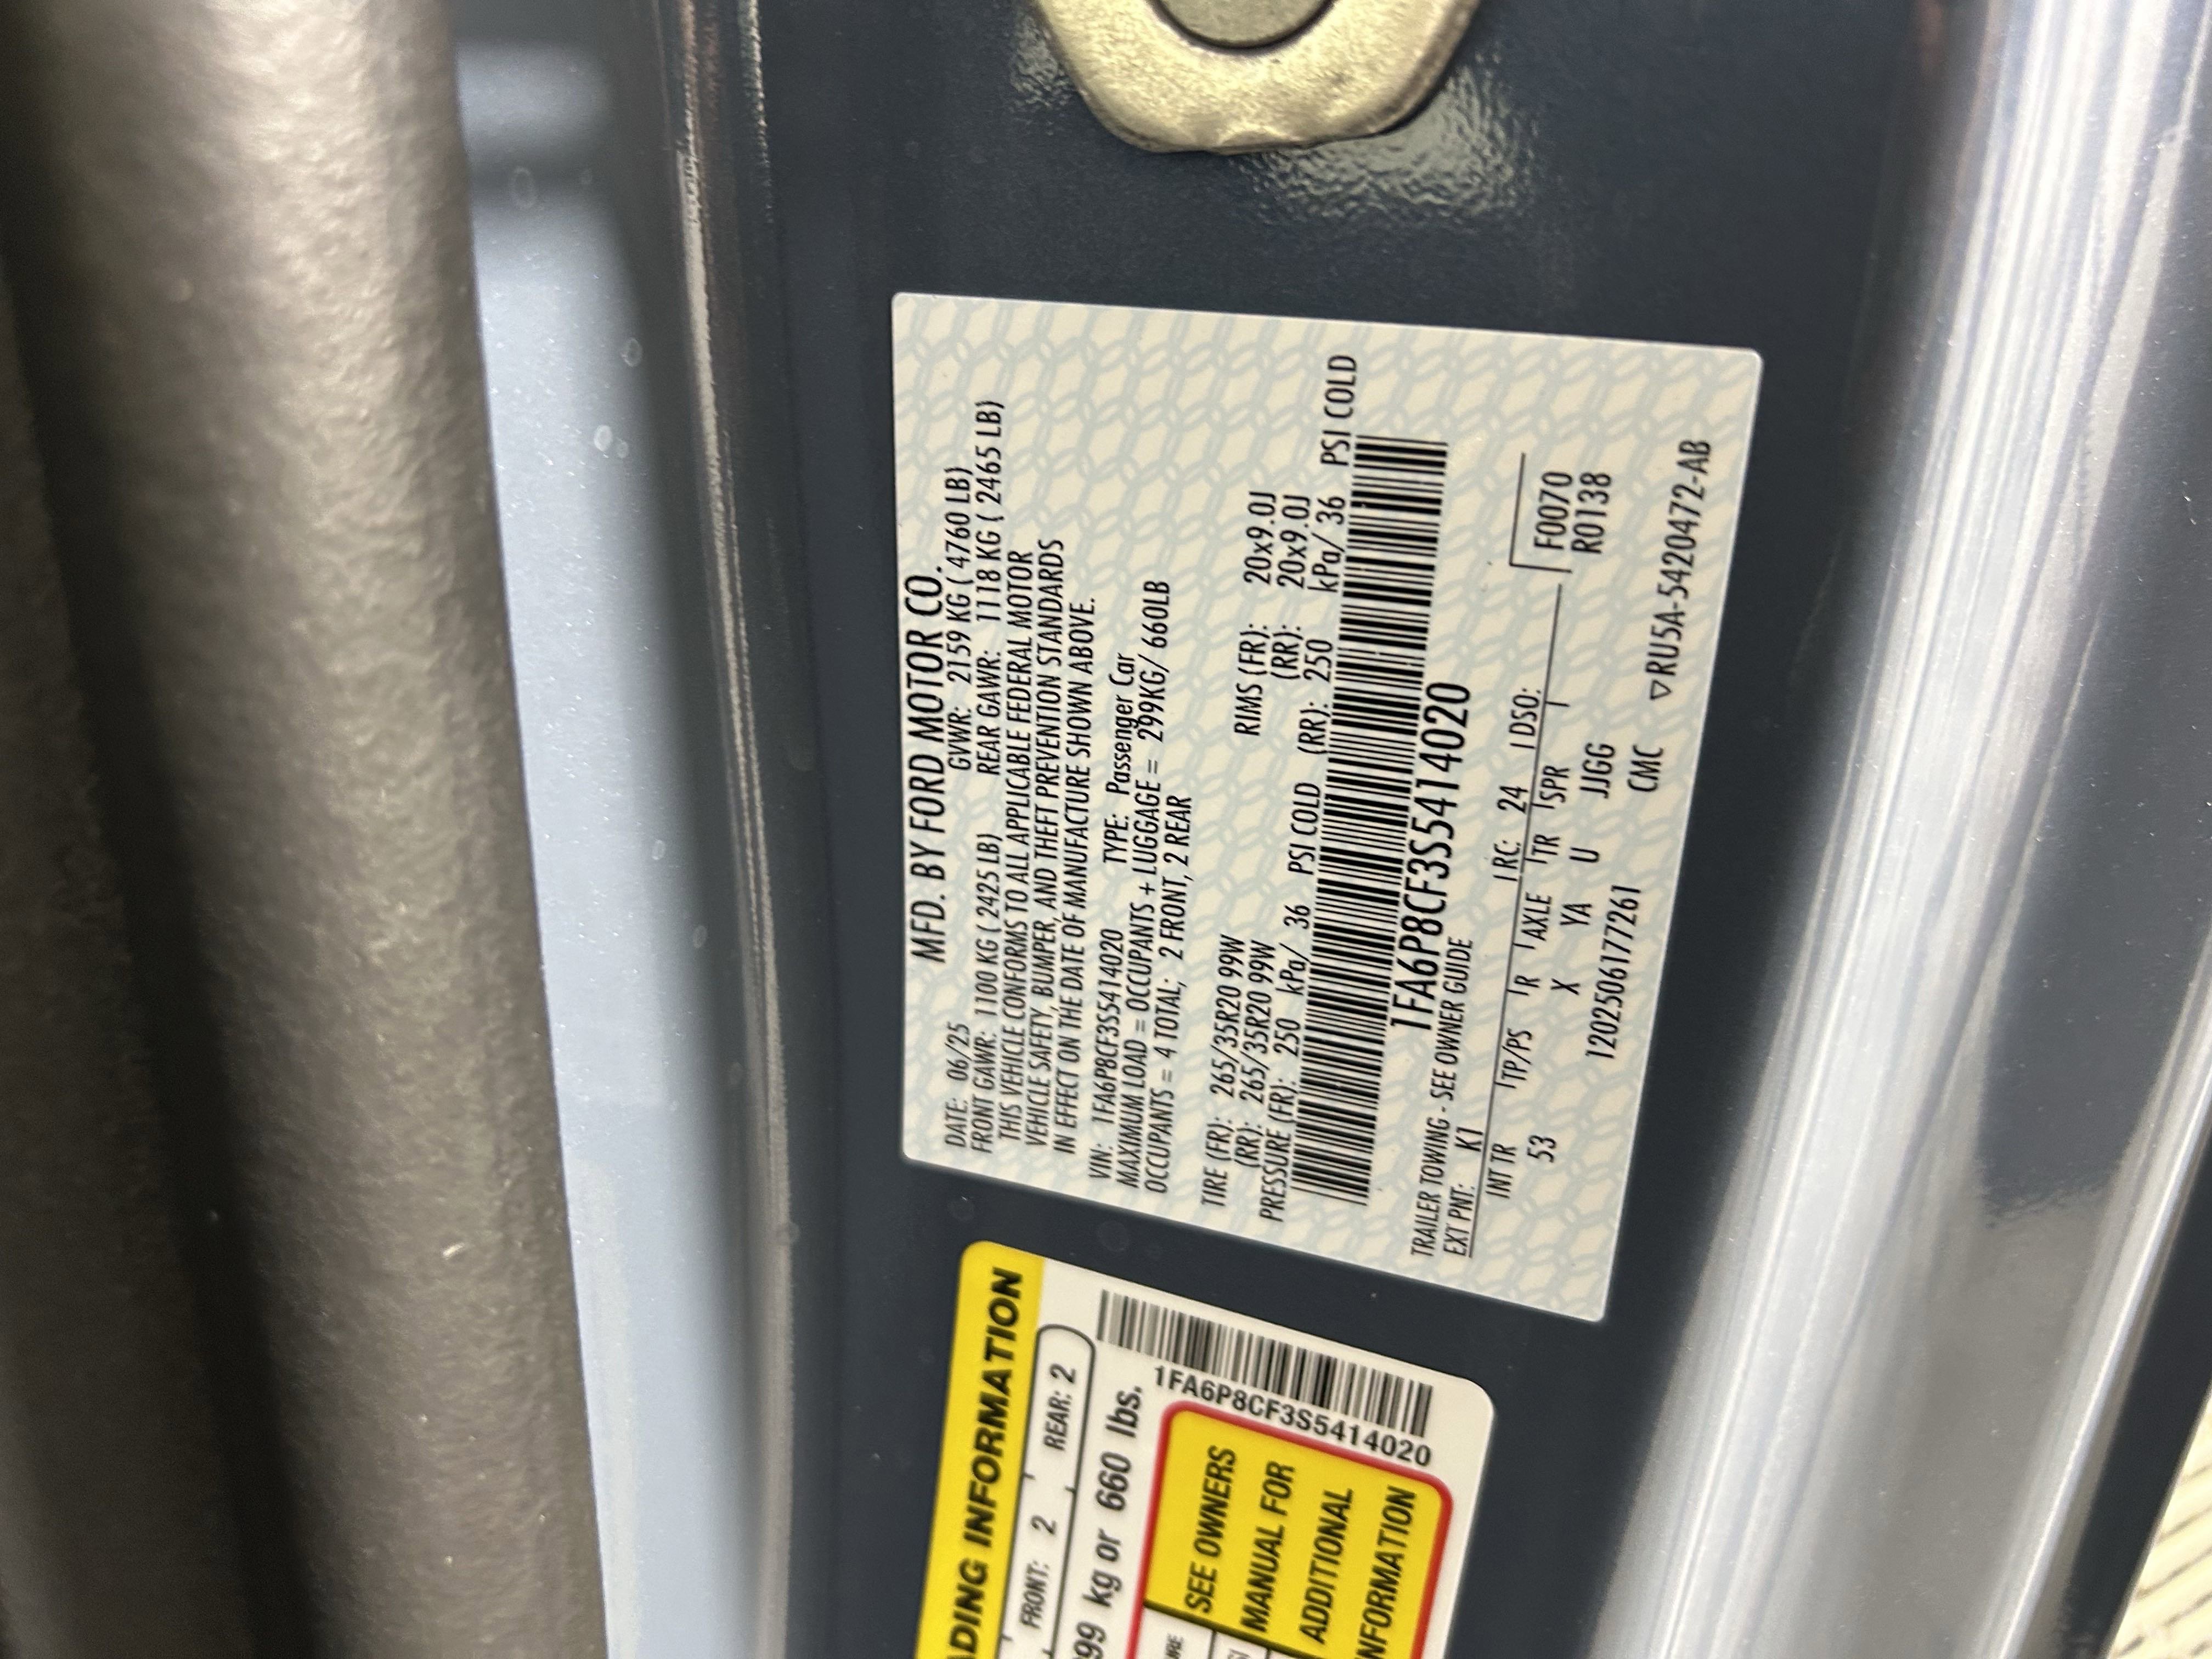 MFD. BY FORD MOTOR CO.
DATE: 06/25 GVWR: 2159 KG ( 4760 LB)
FRONT GAWR: 1100 KG ( 2425 LB) REAR GAWR: 1118 KG ( 2465 LB)
THIS VEHICLE CONFORMS TO ALL APPLICABLE FEDERAL MOTOR
VEHICLE SAFETY, BUMPER, AND THEFT PREVENTION STANDARDS
IN EFFECT ON THE DATE OF MANUFACTURE SHOWN ABOVE.
VIN: 1FA6P8CF3S5414020 TYPE: Passenger Car
MAXIMUM LOAD = OCCUPANTS + LUGGAGE = 299KG/ 660LB
OCCUPANTS = 4 TOTAL; 2 FRONT, 2 REAR
TIRE (FR): 265/35R20 99W RIMS (FR): 20x9.0J
(RR): 265/35R20 99W (RR): 20x9.0J
PRESSURE (FR): 250 kPa/ 36 PSI COLD (RR): 250 kPa/ 36 PSI COLD
1FA6P8CF3S5414020
TRAILER TOWING - SEE OWNER GUIDE
EXT PNT: K1 RC: 24 DSO:
INT TR TP/PS R AXLE TR SPR
53 X YA U JJGG
F0070
R0138
1202506177261 CMC
▽RU5A-5420472-AB
ADING INFORMATION
FRONT: 2 REAR: 2
99 kg or 660 lbs.
1FA6P8CF3S5414020
SEE OWNERS
MANUAL FOR
ADDITIONAL
INFORMATION